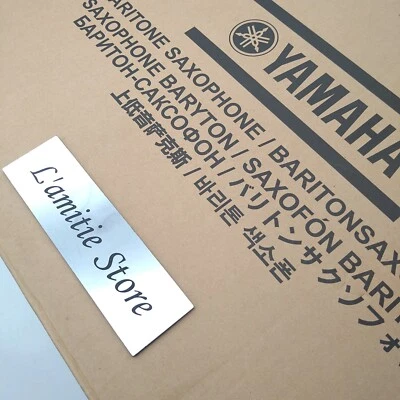 YAMAHA
BARITONE SAXOPHONE / BARITONSAX
SAXOPHONE BARYTON / SAXOFÓN BARÍTON
БАРИТОН-САКСОФОН / バリトンサクソフォ
上低音萨克斯 / 바리톤 색소폰
L'amitie Store